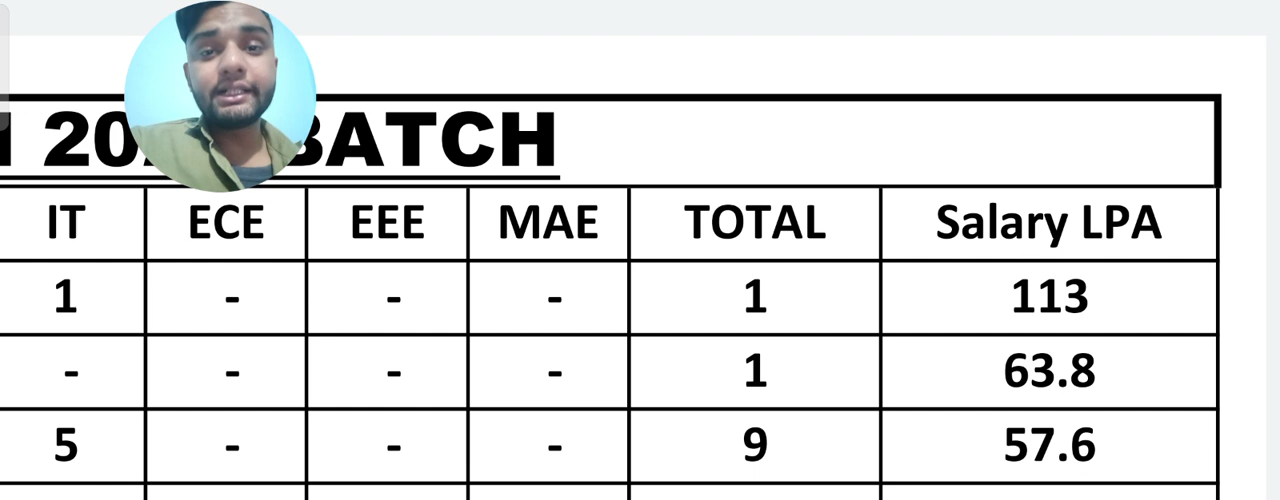 BATCH
IT ECE EEE MAE TOTAL Salary LPA
1 - - - 1 113
- - - - 1 63.8
5 - - - 9 57.6